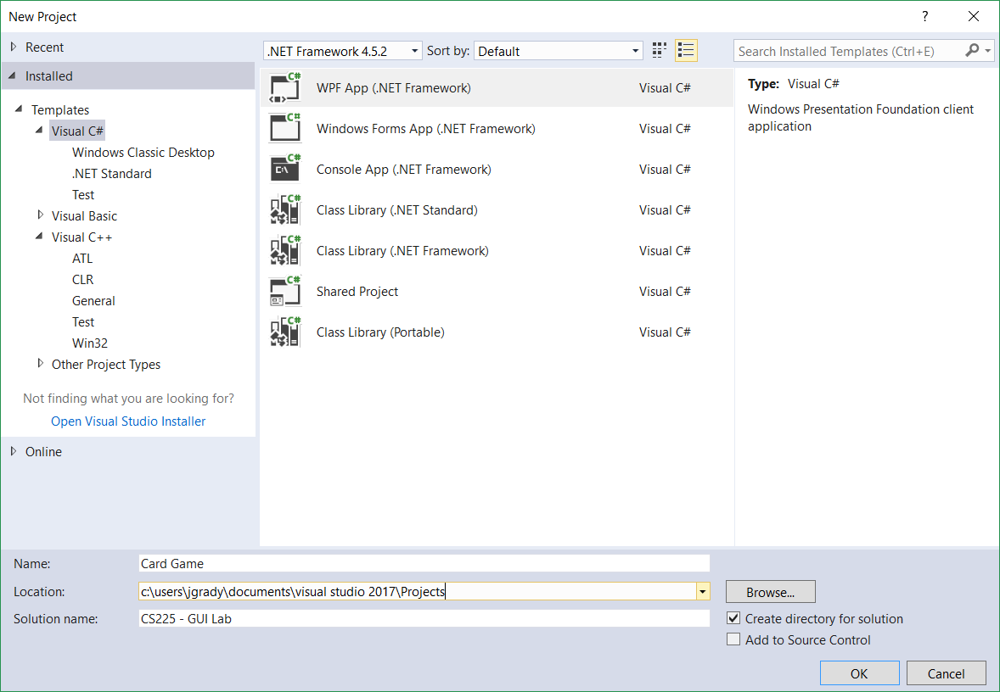 New Project
?
Recent
Installed
Templates
Visual C#
Windows Classic Desktop
.NET Standard
Test
Visual Basic
Visual C++
ATL
CLR
General
Test
Win32
Other Project Types
Not finding what you are looking for?
Open Visual Studio Installer
Online
.NET Framework 4.5.2 Sort by: Default
C# WPF App (.NET Framework) Visual C#
C# Windows Forms App (.NET Framework) Visual C#
C# C:\ Console App (.NET Framework) Visual C#
C# Class Library (.NET Standard) Visual C#
C# Class Library (.NET Framework) Visual C#
C# Shared Project Visual C#
C# Class Library (Portable) Visual C#
Search Installed Templates (Ctrl+E)
Type: Visual C#
Windows Presentation Foundation client
application
Name: Card Game
Location: c:\users\jgrady\documents\visual studio 2017\Projects
Browse...
Solution name: CS225 - GUI Lab
Create directory for solution
Add to Source Control
OK Cancel